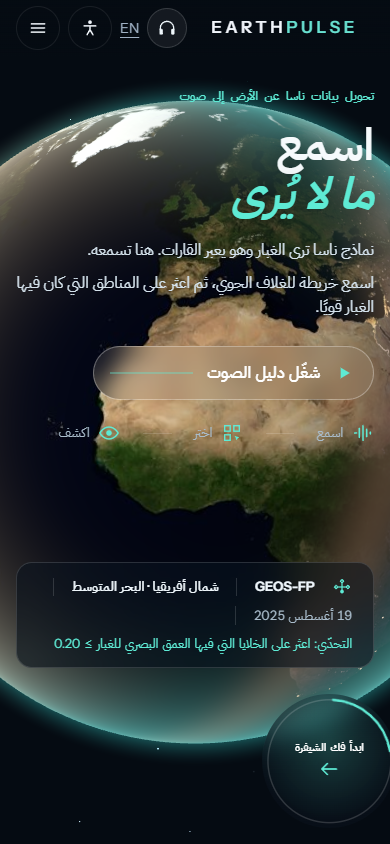 EARTHPULSE
EN
تحويل بيانات ناسا عن الأرض إلى صوت
اسمع
ما لا يُرى
نماذج ناسا ترى الغبار وهو يعبر القارات. هنا تسمعه.
اسمع خريطة للغلاف الجوي، ثم اعثر على المناطق التي كان فيها
الغبار قويًا.
شغّل دليل الصوت
اسمع
اختر
اكشف
GEOS-FP
شمال أفريقيا · البحر المتوسط
19 أغسطس 2025
التحدّي: اعثر على الخلايا التي فيها العمق البصري للغبار ≥ 0.20
ابدأ فك الشيفرة